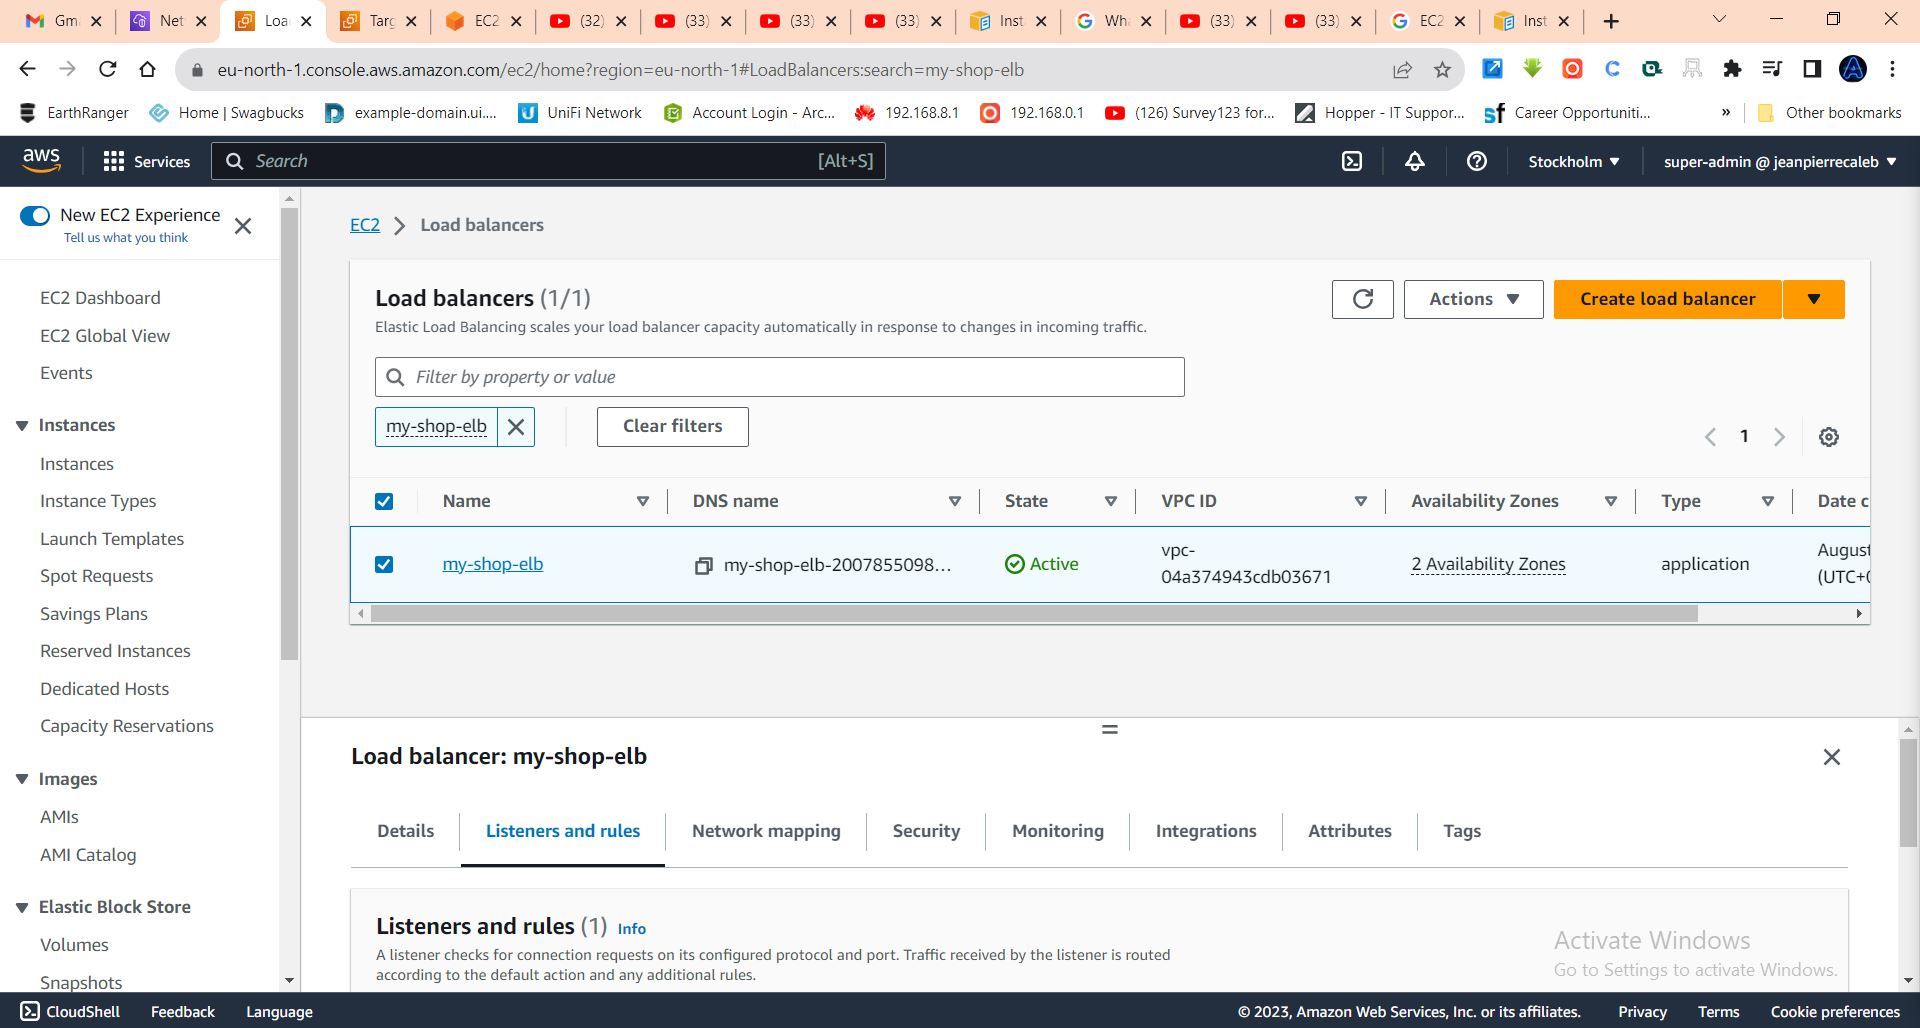 Gm
Net
Loa
Targ
EC2
(32)
(33)
(33)
(33)
Inst
Wh
(33)
(33)
EC2
Inst
eu-north-1.console.aws.amazon.com/ec2/home?region=eu-north-1#LoadBalancers:search=my-shop-elb
EarthRanger
Home | Swagbucks
example-domain.ui....
UniFi Network
Account Login - Arc...
192.168.8.1
192.168.0.1
(126) Survey123 for...
Hopper - IT Suppor...
Career Opportuniti...
»
Other bookmarks
aws
Services
Search
[Alt+S]
Stockholm
super-admin @ jeanpierrecaleb
New EC2 Experience
Tell us what you think
EC2 Dashboard
EC2 Global View
Events
Instances
Instances
Instance Types
Launch Templates
Spot Requests
Savings Plans
Reserved Instances
Dedicated Hosts
Capacity Reservations
Images
AMIs
AMI Catalog
Elastic Block Store
Volumes
Snapshots
EC2 > Load balancers
Load balancers (1/1)
Elastic Load Balancing scales your load balancer capacity automatically in response to changes in incoming traffic.
Actions
Create load balancer
Filter by property or value
my-shop-elb
Clear filters
1
Name
DNS name
State
VPC ID
Availability Zones
Type
Date c
my-shop-elb
my-shop-elb-2007855098...
Active
vpc-
04a374943cdb03671
2 Availability Zones
application
August
(UTC+0
Load balancer: my-shop-elb
Details
Listeners and rules
Network mapping
Security
Monitoring
Integrations
Attributes
Tags
Listeners and rules (1) Info
A listener checks for connection requests on its configured protocol and port. Traffic received by the listener is routed
according to the default action and any additional rules.
Activate Windows
Go to Settings to activate Windows.
CloudShell
Feedback
Language
© 2023, Amazon Web Services, Inc. or its affiliates.
Privacy
Terms
Cookie preferences